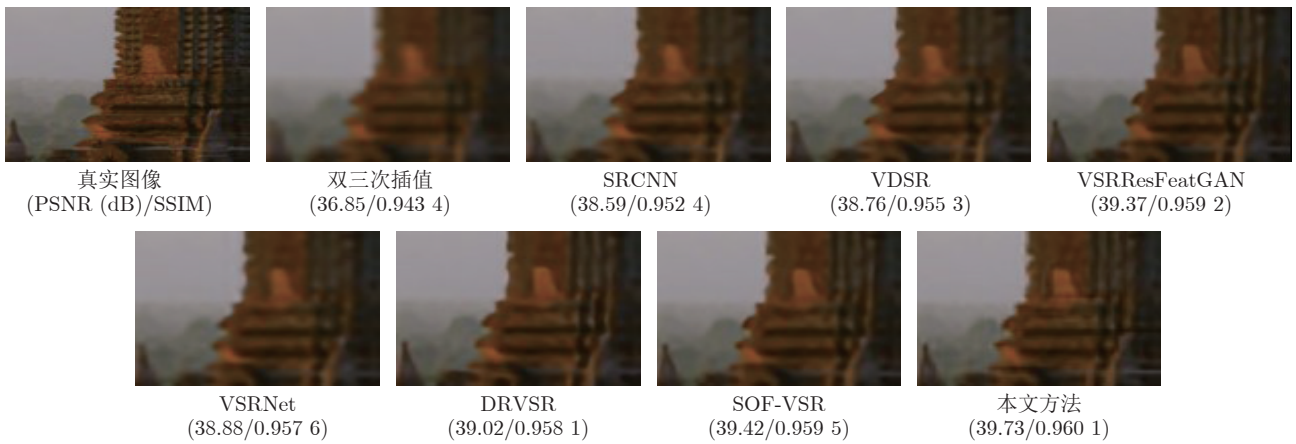 真实图像
(PSNR (dB)/SSIM)
双三次插值
(36.85/0.943 4)
SRCNN
(38.59/0.952 4)
VDSR
(38.76/0.955 3)
VSRResFeatGAN
(39.37/0.959 2)
VSRNet
(38.88/0.957 6)
DRVSR
(39.02/0.958 1)
SOF-VSR
(39.42/0.959 5)
本文方法
(39.73/0.960 1)